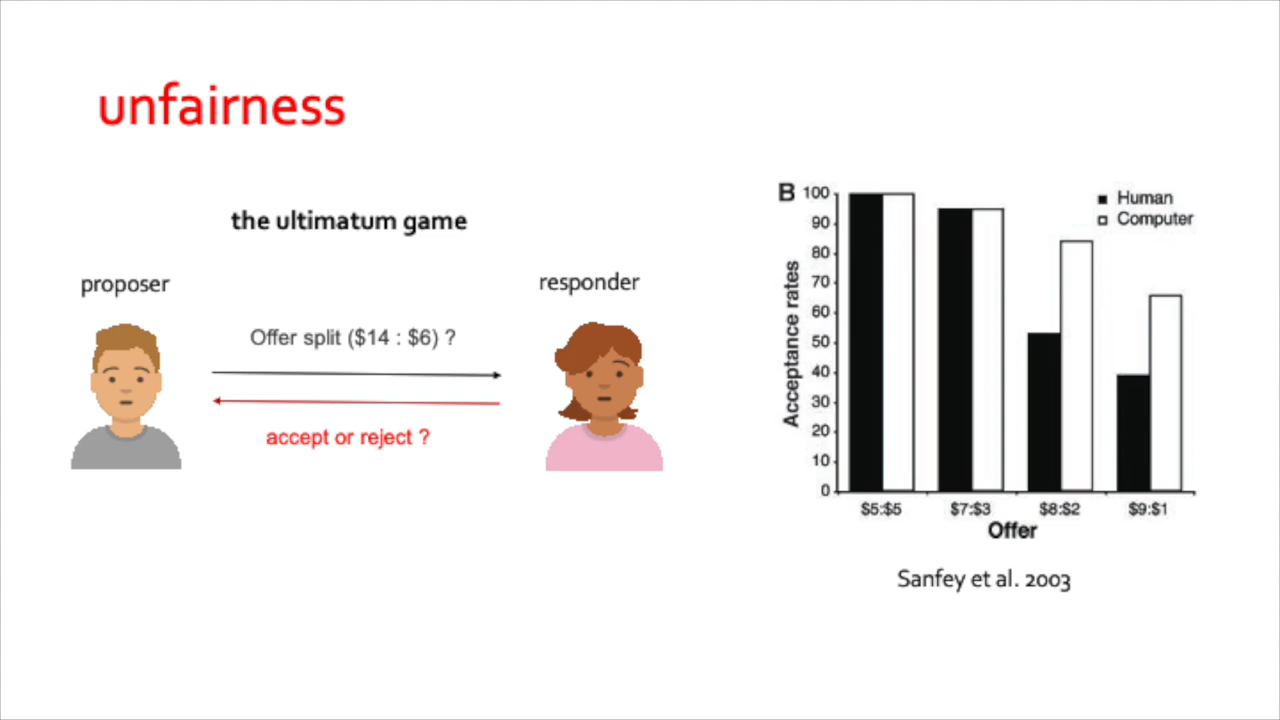 unfairness
the ultimatum game
proposer
responder
Offer split ($14 : $6) ?
accept or reject ?
B
100
90
80
70
60
50
40
30
20
10
0
Acceptance rates
Human
Computer
$5:$5 $7:$3 $8:$2 $9:$1
Offer
Sanfey et al. 2003